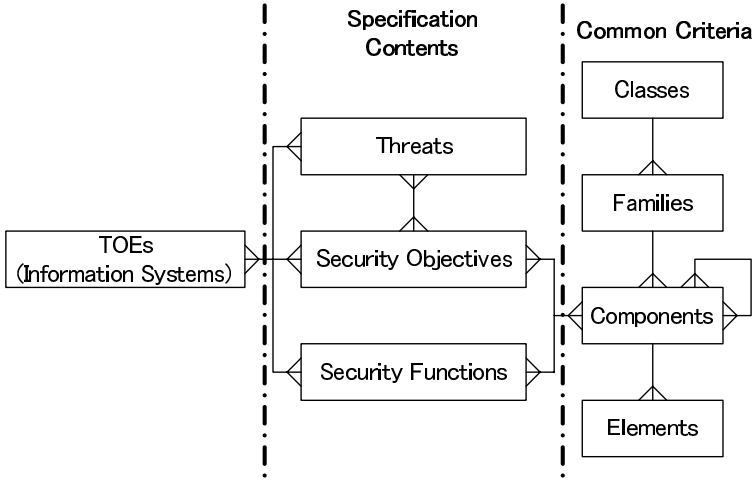 Specification
Contents
Common Criteria
Classes
Threats
Families
TOEs
(Information Systems)
Security Objectives
Components
Security Functions
Elements